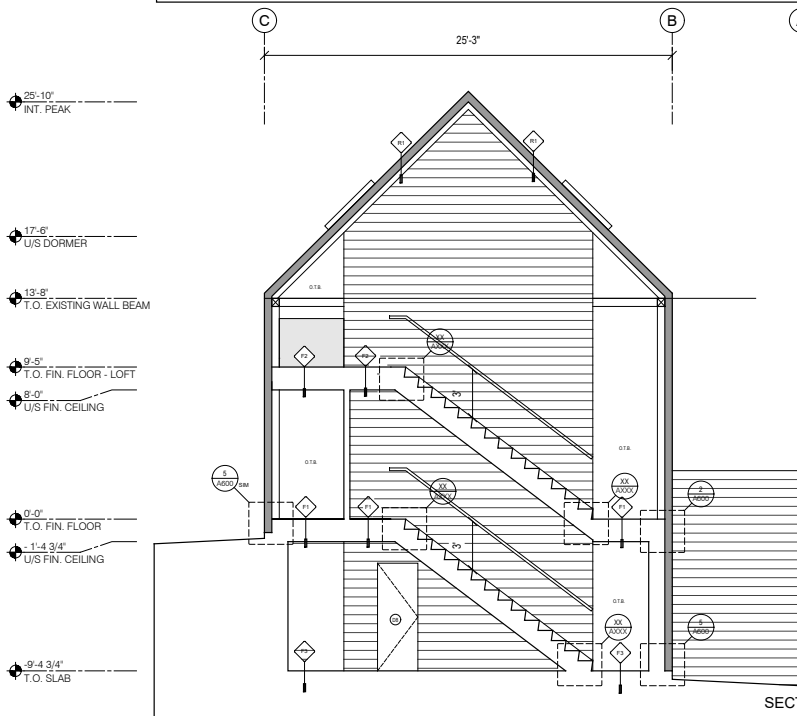 C
B
25'-3"
25'-10"
INT. PEAK
R1
R1
17'-6"
U/S DORMER
O.T.B.
13'-8"
T.O. EXISTING WALL BEAM
XX
AXXX
F2
F2
9'-5"
T.O. FIN. FLOOR - LOFT
8'-0"
U/S FIN. CEILING
3'
O.T.B.
O.T.B.
5
A600
SIM
XX
AXXX
XX
AXXX
2
A600
F1
F1
F1
0'-0"
T.O. FIN. FLOOR
- 1'-4 3/4"
U/S FIN. CEILING
3'
O.T.B.
D8
XX
AXXX
5
A600
F3
F3
-9'-4 3/4"
T.O. SLAB
SECT